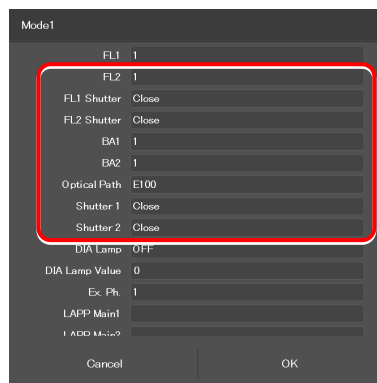 Mode1
FL1 1
FL2 1
FL1 Shutter Close
FL2 Shutter Close
BA1 1
BA2 1
Optical Path E100
Shutter 1 Close
Shutter 2 Close
DIA Lamp OFF
DIA Lamp Value 0
Ex. Ph. 1
LAPP Main1
LAPP Main2
Cancel OK